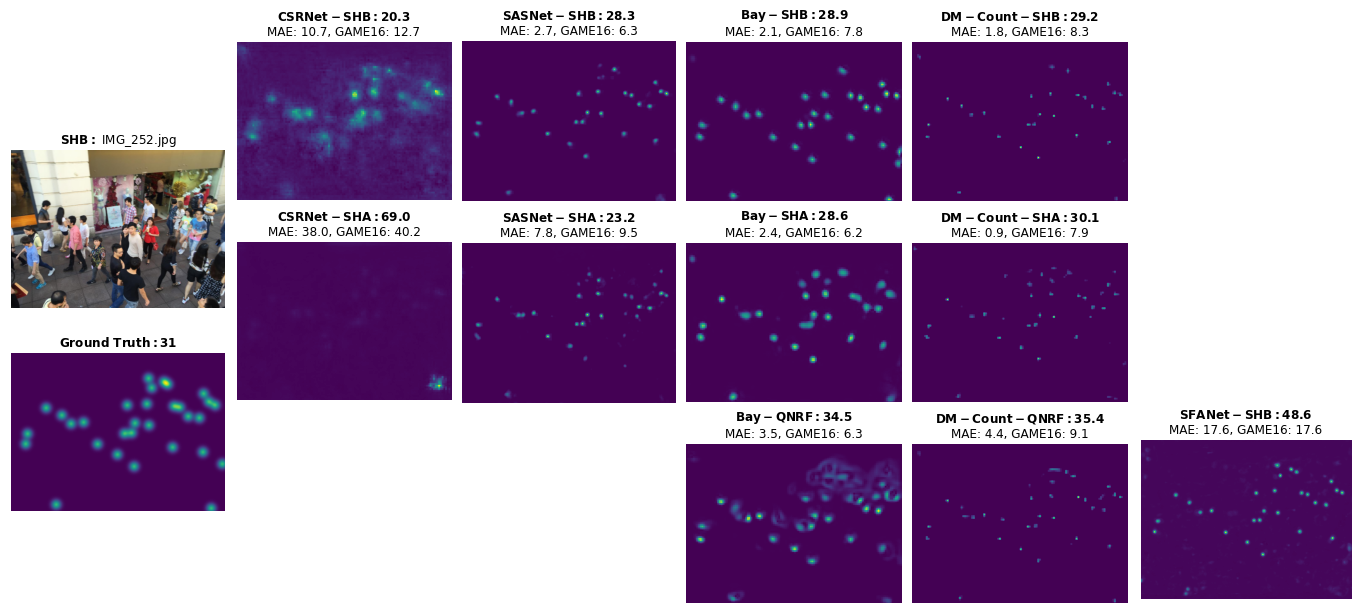 SHB: IMG_252.jpg
Ground Truth: 31
CSRNet-SHB: 20.3
MAE: 10.7, GAME16: 12.7
SASNet-SHB: 28.3
MAE: 2.7, GAME16: 6.3
Bay-SHB: 28.9
MAE: 2.1, GAME16: 7.8
DM-Count-SHB: 29.2
MAE: 1.8, GAME16: 8.3
CSRNet-SHA: 69.0
MAE: 38.0, GAME16: 40.2
SASNet-SHA: 23.2
MAE: 7.8, GAME16: 9.5
Bay-SHA: 28.6
MAE: 2.4, GAME16: 6.2
DM-Count-SHA: 30.1
MAE: 0.9, GAME16: 7.9
Bay-QNRF: 34.5
MAE: 3.5, GAME16: 6.3
DM-Count-QNRF: 35.4
MAE: 4.4, GAME16: 9.1
SFANet-SHB: 48.6
MAE: 17.6, GAME16: 17.6